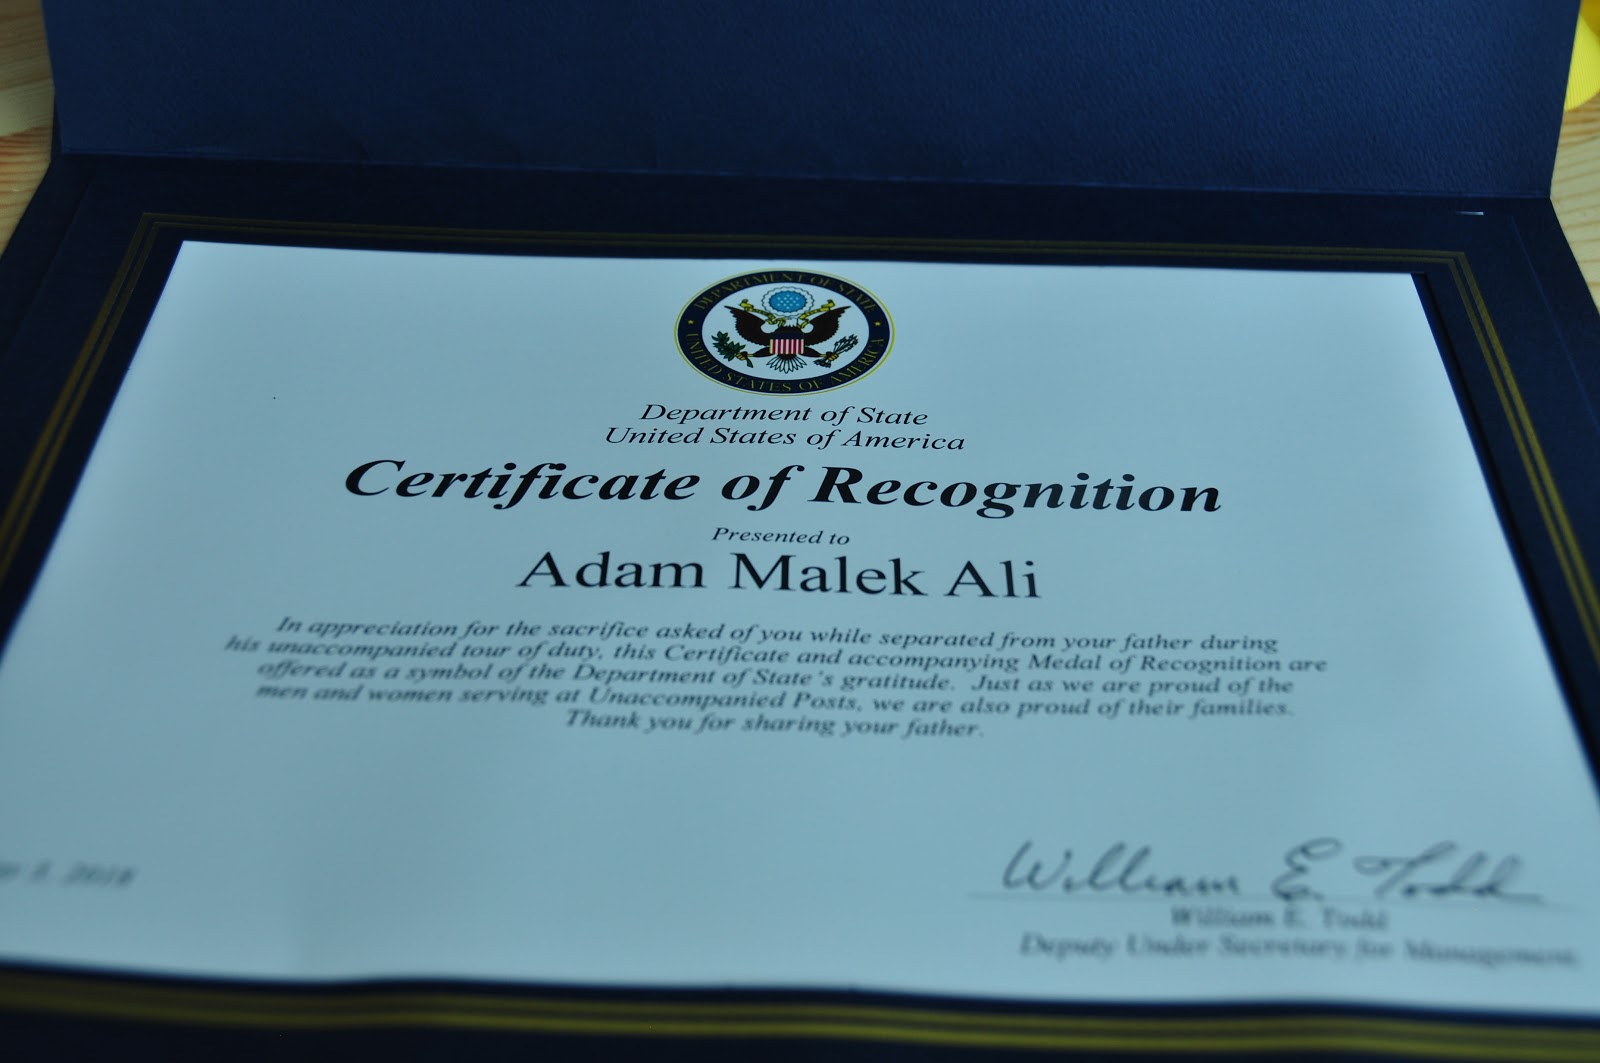 DEPARTMENT OF STATE
UNITED STATES OF AMERICA
Department of State
United States of America
Certificate of Recognition
Presented to
Adam Malek Ali
In appreciation for the sacrifice asked of you while separated from your father during
his unaccompanied tour of duty, this Certificate and accompanying Medal of Recognition are
offered as a symbol of the Department of State's gratitude. Just as we are proud of the
men and women serving at Unaccompanied Posts, we are also proud of their families.
Thank you for sharing your father.
2018
William E. Todd
William E. Todd
Deputy Under Secretary for Management